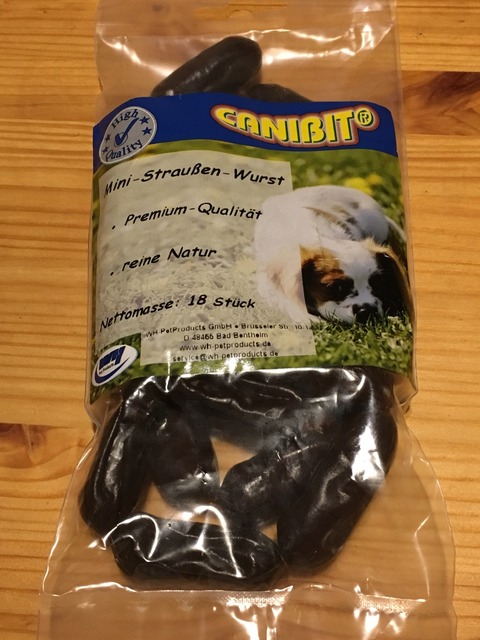 High
Quality
CANIBIT®
Mini-Straußen-Wurst
• Premium-Qualität
• reine Natur
Nettomasse: 18 Stück
WH-PetProducts GmbH • Brüsseler Str.
D 48455 Bad Bentheim
www.wh-petproducts.de
service@wh-petproducts.de